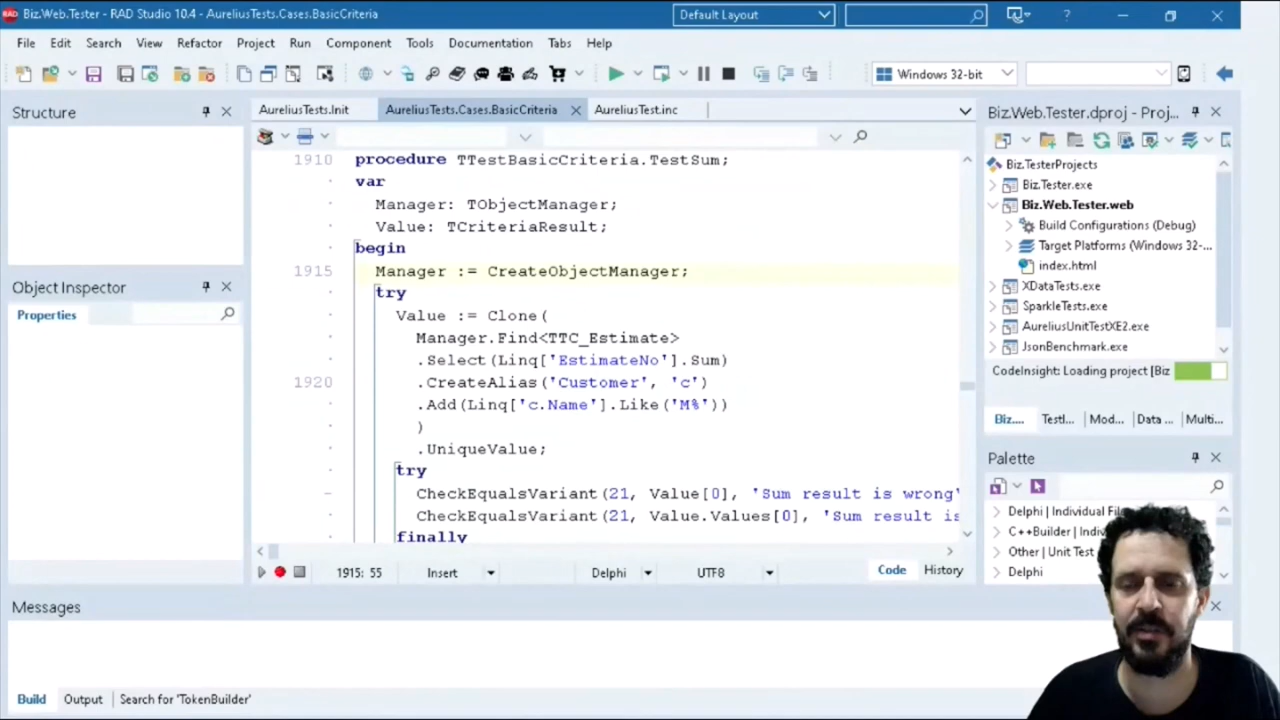 Biz.Web.Tester - RAD Studio 10.4 - AureliusTests.Cases.BasicCriteria
Default Layout
File Edit Search View Refactor Project Run Component Tools Documentation Tabs Help
Windows 32-bit
Structure
AureliusTests.Init
AureliusTests.Cases.BasicCriteria
AureliusTest.inc
Biz.Web.Tester.dproj - Proj...
1910 procedure TTestBasicCriteria.TestSum;
var
Manager: TObjectManager;
Value: TCriteriaResult;
begin
1915 Manager := CreateObjectManager;
try
Value := Clone(
Manager.Find<TTC_Estimate>
.Select(Linq['EstimateNo'].Sum)
1920 .CreateAlias('Customer', 'c')
.Add(Linq['c.Name'].Like('M%'))
)
.UniqueValue;
try
CheckEqualsVariant(21, Value[0], 'Sum result is wrong'
CheckEqualsVariant(21, Value.Values[0], 'Sum result is
finally
1915: 55
Insert
Delphi
UTF8
Code
History
Object Inspector
Properties
Biz.TesterProjects
Biz.Tester.exe
Biz.Web.Tester.web
Build Configurations (Debug)
Target Platforms (Windows 32-...
index.html
XDataTests.exe
SparkleTests.exe
AureliusUnitTestXE2.exe
JsonBenchmark.exe
CodeInsight: Loading project [Biz
Biz.... TestI... Mod... Data ... Multi...
Palette
Delphi | Individual File
C++Builder | Indiv
Other | Unit Test
Delphi
Messages
Build
Output
Search for 'TokenBuilder'